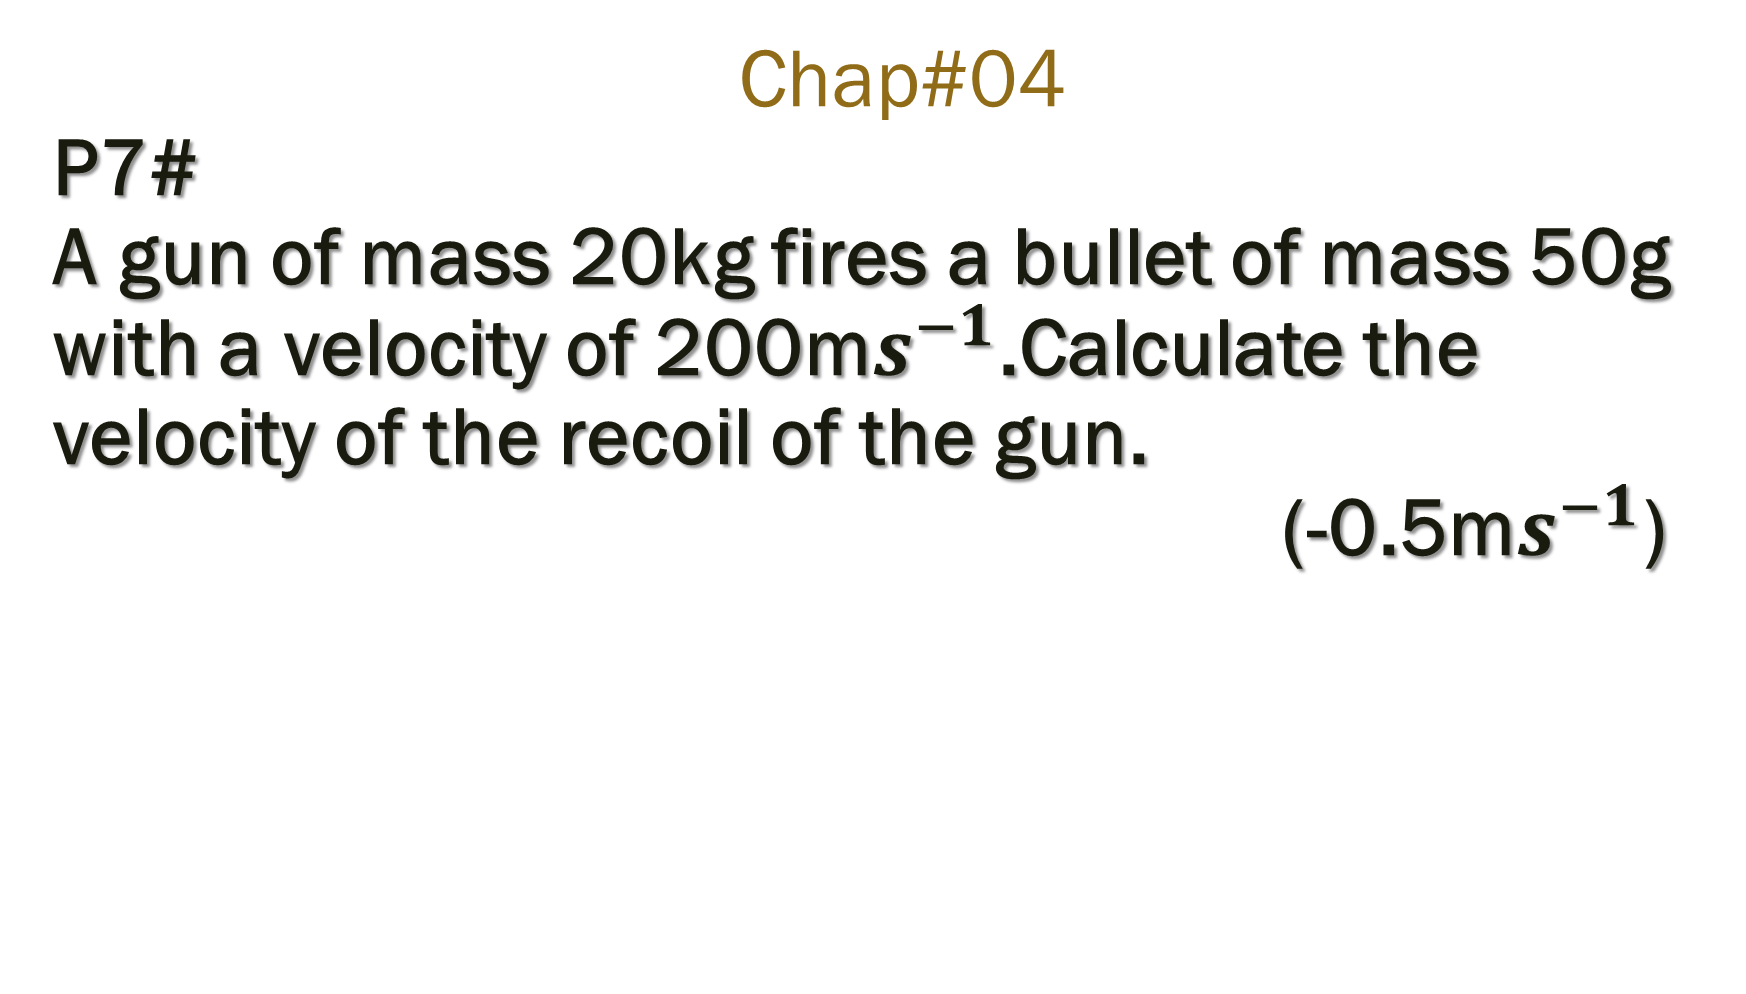 Chap#04
P7#
A gun of mass 20kg fires a bullet of mass 50g
with a velocity of 200ms⁻¹.Calculate the
velocity of the recoil of the gun.
(-0.5ms⁻¹)